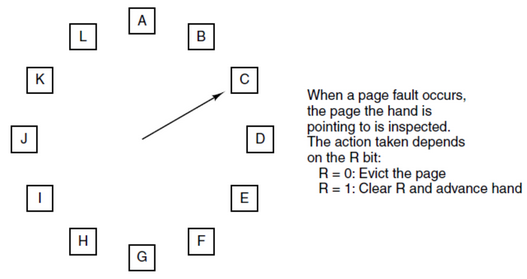 A
L
B
K
C
J
D
I
E
H
F
G
When a page fault occurs,
the page the hand is
pointing to is inspected.
The action taken depends
on the R bit:
R = 0: Evict the page
R = 1: Clear R and advance hand